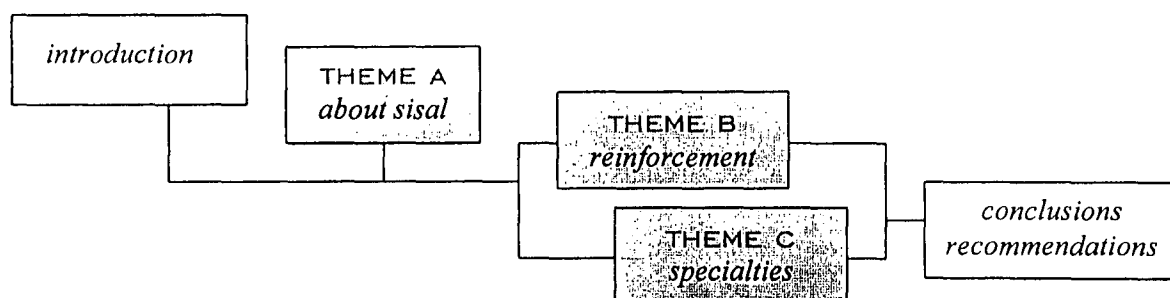 introduction
THEME A
about sisal
THEME B
reinforcement
THEME C
specialties
conclusions
recommendations